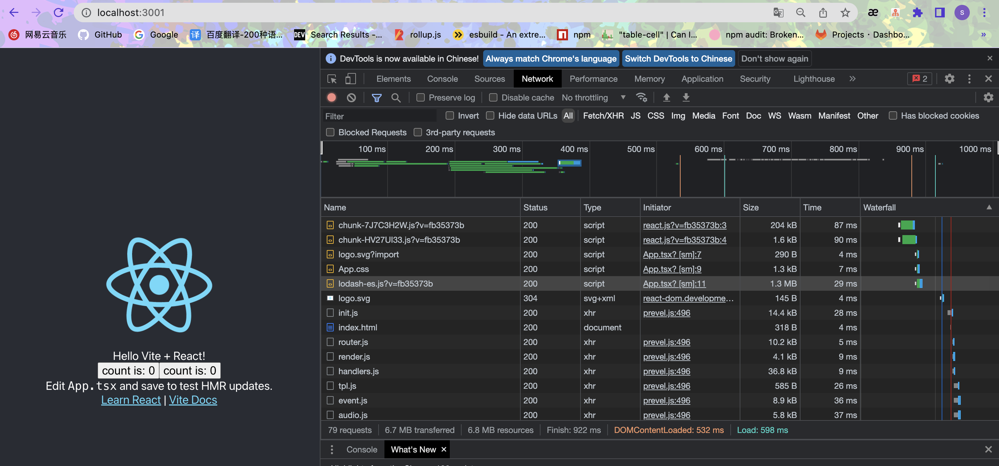 localhost:3001
网易云音乐 GitHub Google 译 百度翻译-200种语... DEV Search Results -... rollup.js esbuild - An extre... npm "table-cell" | Can I... npm audit: Broken... Projects · Dashbo... »
DevTools is now available in Chinese! Always match Chrome's language Switch DevTools to Chinese Don't show again
Elements Console Sources Network Performance Memory Application Security Lighthouse » 2
Preserve log Disable cache No throttling
Filter Invert Hide data URLs All Fetch/XHR JS CSS Img Media Font Doc WS Wasm Manifest Other Has blocked cookies
Blocked Requests 3rd-party requests
100 ms 200 ms 300 ms 400 ms 500 ms 600 ms 700 ms 800 ms 900 ms 1000 ms
Name Status Type Initiator Size Time Waterfall
chunk-7J7C3H2W.js?v=fb35373b 200 script react.js?v=fb35373b:3 204 kB 87 ms
chunk-HV27UI33.js?v=fb35373b 200 script react.js?v=fb35373b:4 1.6 kB 90 ms
logo.svg?import 200 script App.tsx? [sm]:7 290 B 4 ms
App.css 200 script App.tsx? [sm]:9 1.3 kB 7 ms
lodash-es.js?v=fb35373b 200 script App.tsx? [sm]:11 1.3 MB 29 ms
logo.svg 304 svg+xml react-dom.developme... 145 B 4 ms
init.js 200 xhr prevel.js:496 14.4 kB 28 ms
index.html 200 document 318 B 4 ms
router.js 200 xhr prevel.js:496 10.2 kB 5 ms
render.js 200 xhr prevel.js:496 4.1 kB 9 ms
handlers.js 200 xhr prevel.js:496 36.8 kB 9 ms
tpl.js 200 xhr prevel.js:496 585 B 26 ms
event.js 200 xhr prevel.js:496 8.9 kB 36 ms
audio.js 200 xhr prevel.js:496 5.8 kB 37 ms
79 requests 6.7 MB transferred 6.8 MB resources Finish: 922 ms DOMContentLoaded: 532 ms Load: 598 ms
Console What's New
Hello Vite + React!
count is: 0 count is: 0
Edit App.tsx and save to test HMR updates.
Learn React | Vite Docs